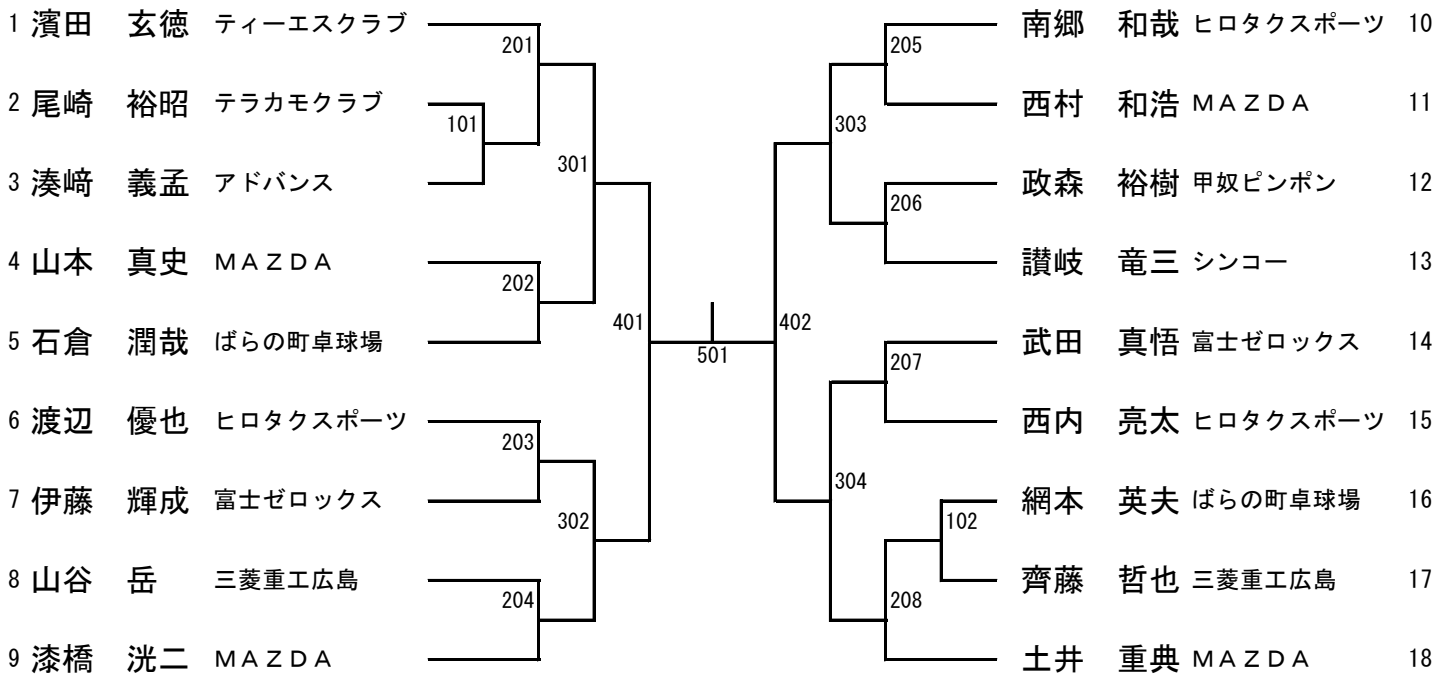 1 濱田 玄徳 ティーエスクラブ
2 尾崎 裕昭 テラカモクラブ
3 湊﨑 義孟 アドバンス
4 山本 真史 ＭＡＺＤＡ
5 石倉 潤哉 ばらの町卓球場
6 渡辺 優也 ヒロタクスポーツ
7 伊藤 輝成 富士ゼロックス
8 山谷 岳 三菱重工広島
9 漆橋 洸二 ＭＡＺＤＡ
201
101
301
202
401
203
302
204
501
205
303
206
402
207
304
102
208
南郷 和哉 ヒロタクスポーツ 10
西村 和浩 ＭＡＺＤＡ 11
政森 裕樹 甲奴ピンポン 12
讃岐 竜三 シンコー 13
武田 真悟 富士ゼロックス 14
西内 亮太 ヒロタクスポーツ 15
網本 英夫 ばらの町卓球場 16
齊藤 哲也 三菱重工広島 17
土井 重典 ＭＡＺＤＡ 18